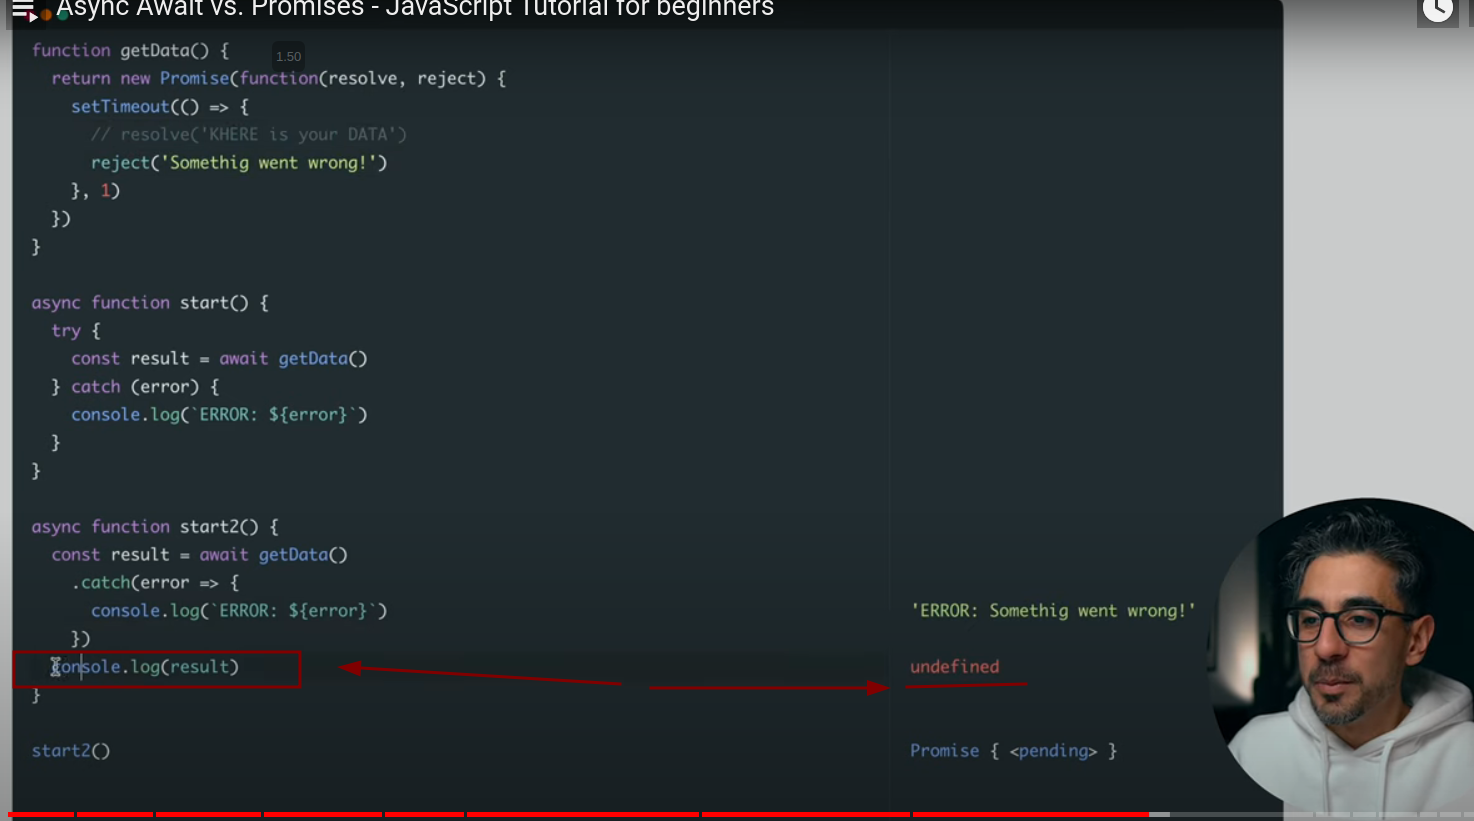 Async Await vs. Promises - JavaScript Tutorial for beginners
function getData() {
1.50
return new Promise(function(resolve, reject) {
setTimeout(() => {
// resolve('KHERE is your DATA')
reject('Somethig went wrong!')
}, 1)
})
}
async function start() {
try {
const result = await getData()
} catch (error) {
console.log(`ERROR: ${error}`)
}
}
async function start2() {
const result = await getData()
.catch(error => {
console.log(`ERROR: ${error}`) 'ERROR: Somethig went wrong!'
})
console.log(result) undefined
}
start2() Promise { <pending> }